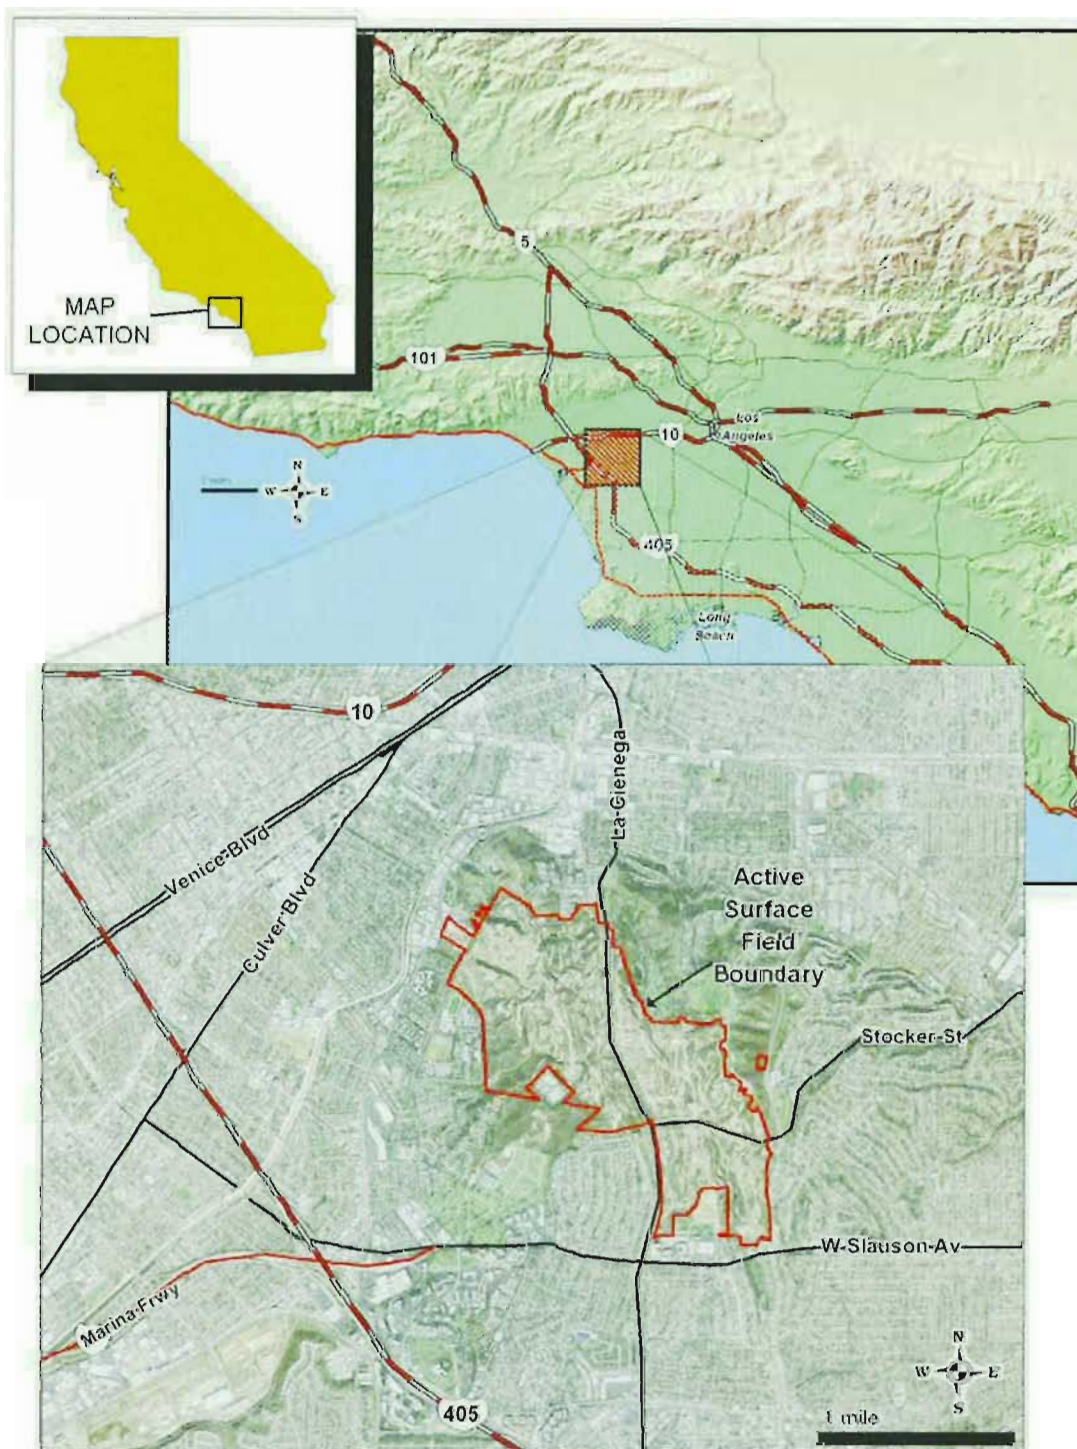 MAP
LOCATION
5
101
Los
Angeles
10
N
W
E
S
405
Long
Beach
10
La Cienega
Venice Blvd
Culver Blvd
Active
Surface
Field
Boundary
Stocker St
W Slauson Av
Marina Frwy
N
W
E
S
405
1 mile